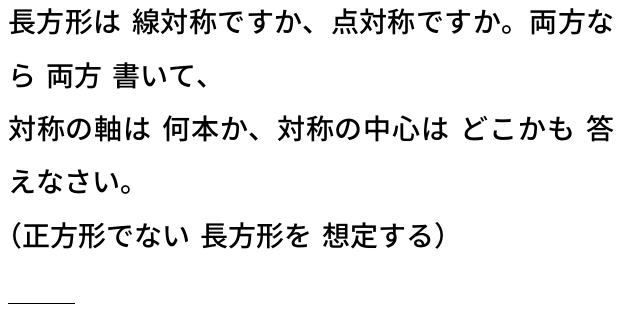 長方形は 線対称ですか、点対称ですか。両方な
ら 両方 書いて、
対称の軸は 何本か、対称の中心は どこかも 答
えなさい。
（正方形でない 長方形を 想定する）